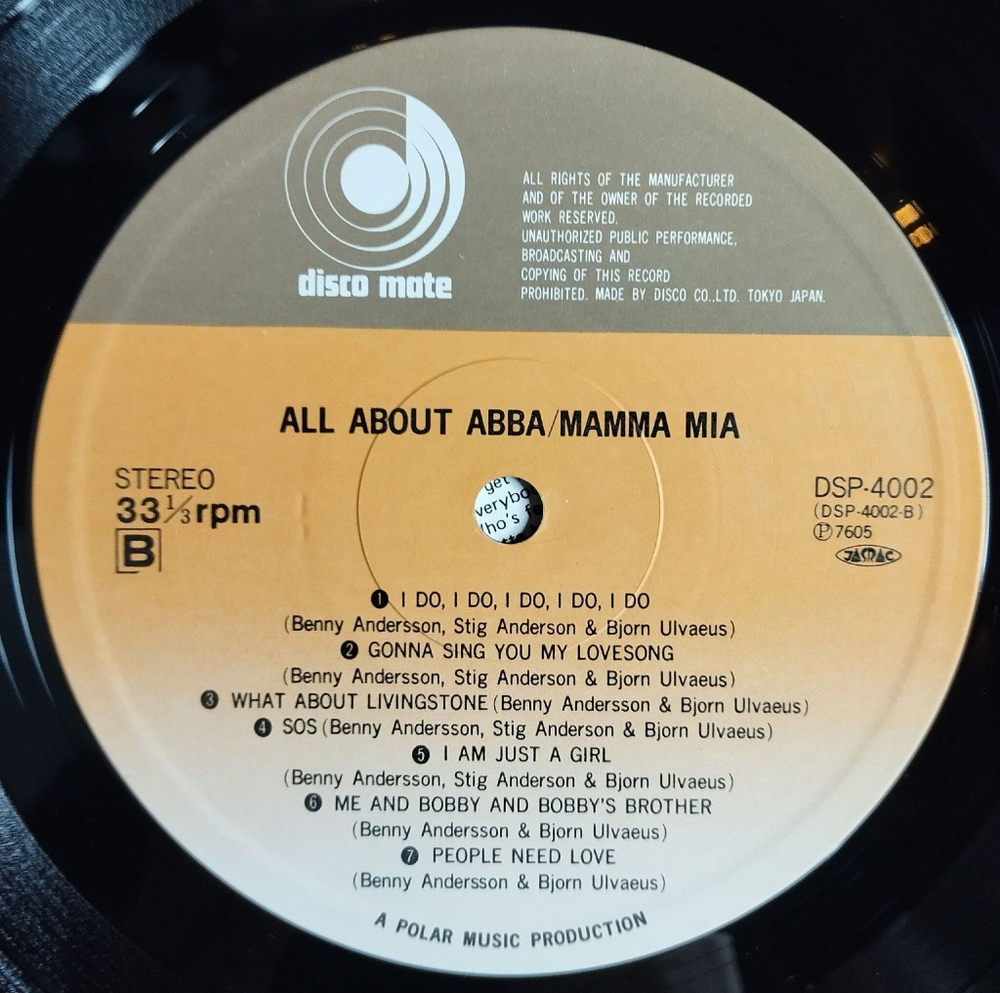 disco mate
ALL RIGHTS OF THE MANUFACTURER
AND OF THE OWNER OF THE RECORDED
WORK RESERVED.
UNAUTHORIZED PUBLIC PERFORMANCE,
BROADCASTING AND
COPYING OF THIS RECORD
PROHIBITED. MADE BY DISCO CO.,LTD. TOKYO JAPAN.
ALL ABOUT ABBA/MAMMA MIA
STEREO
33 1/3 rpm
B
DSP-4002
(DSP-4002-B)
Ⓟ7605
JASRAC
yet
❶ I DO, I DO, I DO, I DO, I DO
(Benny Andersson, Stig Anderson & Bjorn Ulvaeus)
❷ GONNA SING YOU MY LOVESONG
(Benny Andersson, Stig Anderson & Bjorn Ulvaeus)
❸ WHAT ABOUT LIVINGSTONE (Benny Andersson & Bjorn Ulvaeus)
❹ SOS (Benny Andersson, Stig Anderson & Bjorn Ulvaeus)
❺ I AM JUST A GIRL
(Benny Andersson, Stig Anderson & Bjorn Ulvaeus)
❻ ME AND BOBBY AND BOBBY'S BROTHER
(Benny Andersson & Bjorn Ulvaeus)
❼ PEOPLE NEED LOVE
(Benny Andersson & Bjorn Ulvaeus)
A POLAR MUSIC PRODUCTION